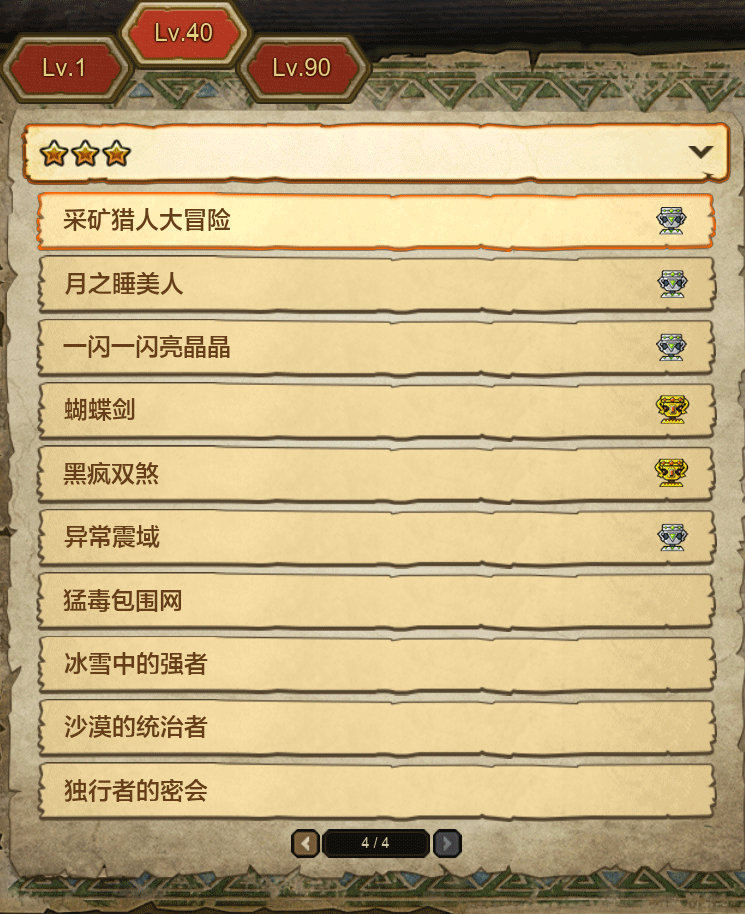 Lv.1
Lv.40
Lv.90
采矿猎人大冒险
月之睡美人
一闪一闪亮晶晶
蝴蝶剑
黑疯双煞
异常震域
猛毒包围网
冰雪中的强者
沙漠的统治者
独行者的密会
4 / 4